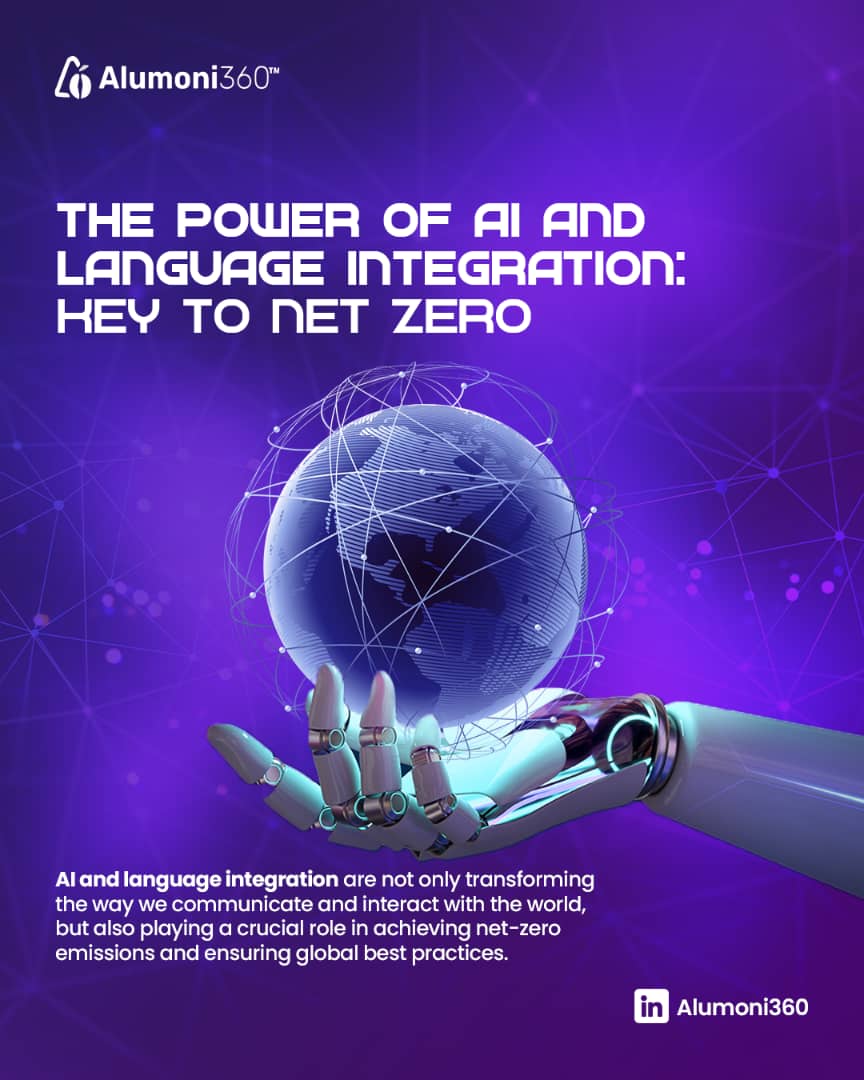 Alumoni360™
THE POWER OF AI AND
LANGUAGE INTEGRATION:
KEY TO NET ZERO
AI and language integration are not only transforming
the way we communicate and interact with the world,
but also playing a crucial role in achieving net-zero
emissions and ensuring global best practices.
in Alumoni360